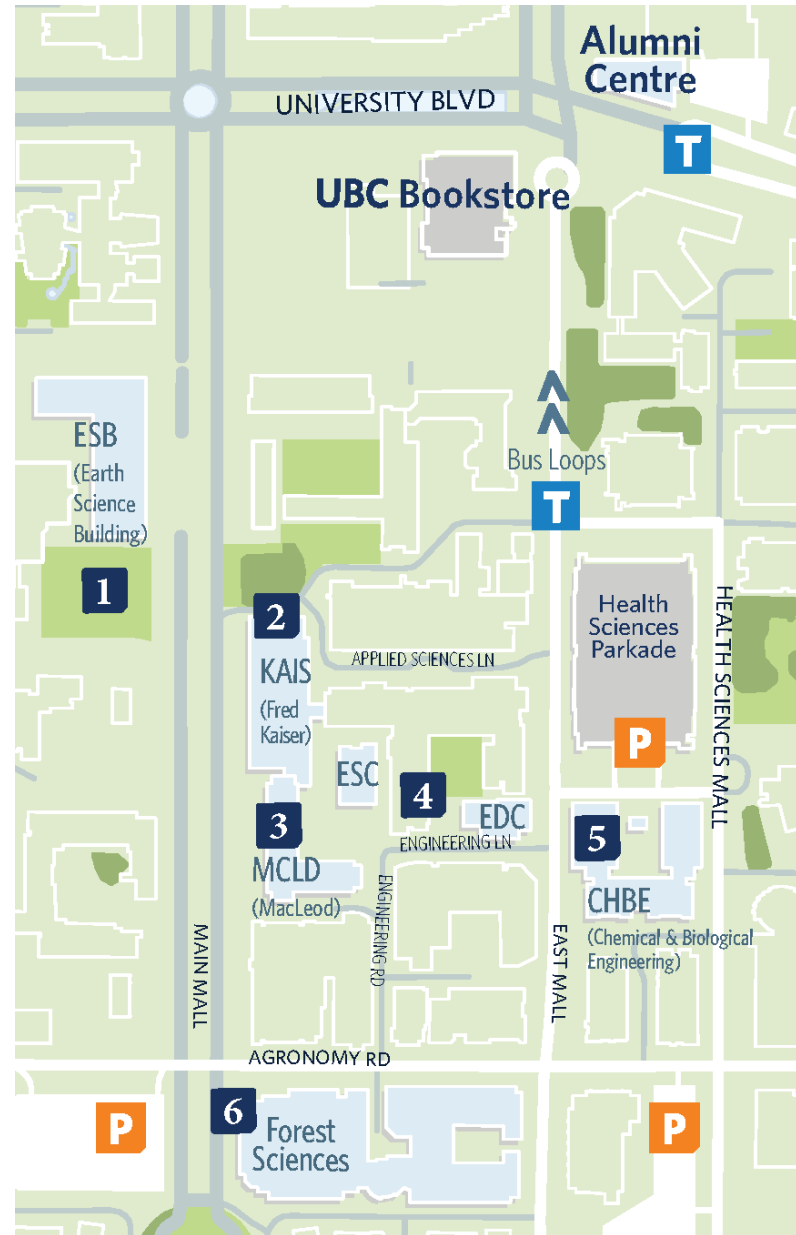 Alumni
Centre
UNIVERSITY BLVD
T
UBC Bookstore
ESB
(Earth
Science
Building)
Bus Loops
T
1
2
Health
Sciences
Parkade
HEALTH SCIENCES MALL
APPLIED SCIENCES LN
KAIS
(Fred
Kaiser)
P
ESC
4
3
EDC
5
ENGINEERING LN
MCLD
(MacLeod)
ENGINEERING RD
CHBE
(Chemical & Biological
Engineering)
MAIN MALL
EAST MALL
AGRONOMY RD
P
6
P
Forest
Sciences